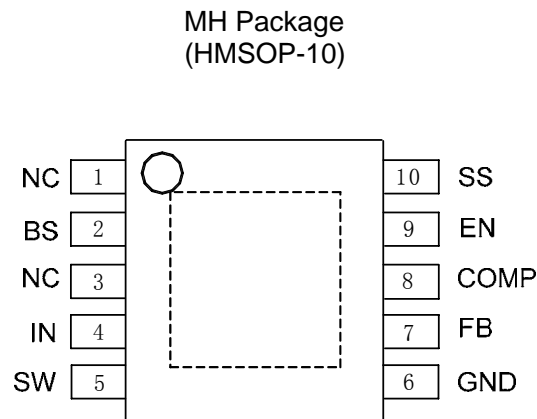 MH Package
(HMSOP-10)
NC 1 10 SS
BS 2 9 EN
NC 3 8 COMP
IN 4 7 FB
SW 5 6 GND